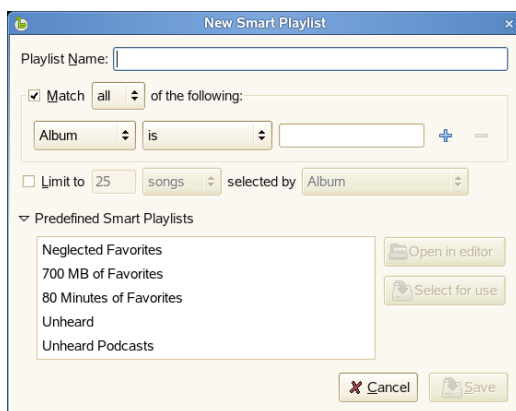 New Smart Playlist
Playlist Name:
Match all of the following:
Album is
Limit to 25 songs selected by Album
Predefined Smart Playlists
Neglected Favorites
700 MB of Favorites
80 Minutes of Favorites
Unheard
Unheard Podcasts
Open in editor
Select for use
Cancel Save